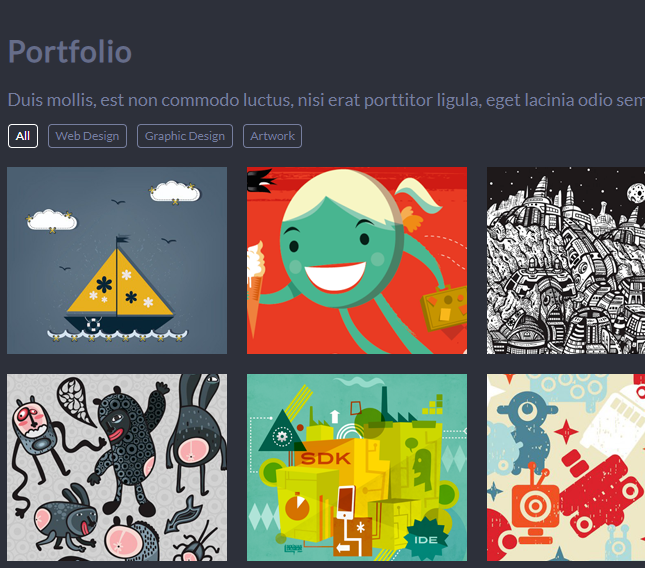 Portfolio
Duis mollis, est non commodo luctus, nisi erat porttitor ligula, eget lacinia odio sem
All
Web Design
Graphic Design
Artwork
SDK
IDE